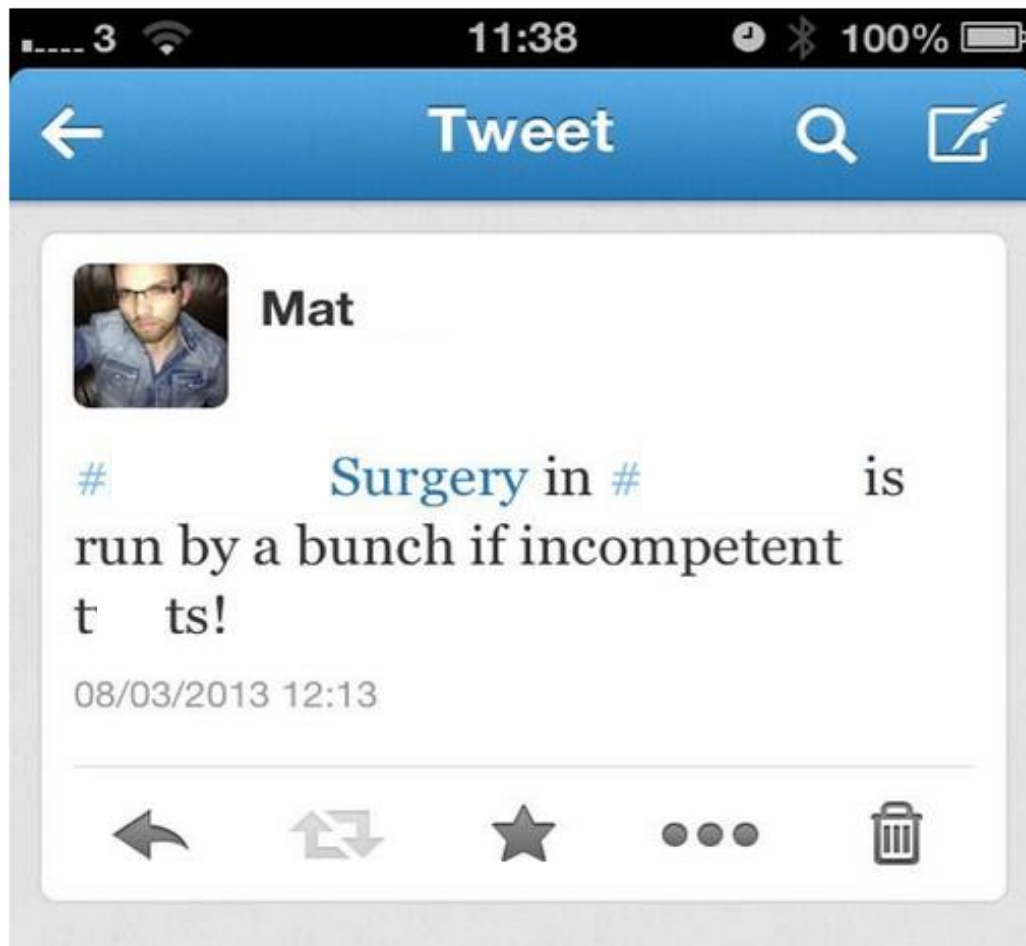 3 11:38 100%
Tweet
Mat
# Surgery in # is
run by a bunch if incompetent
t ts!
08/03/2013 12:13